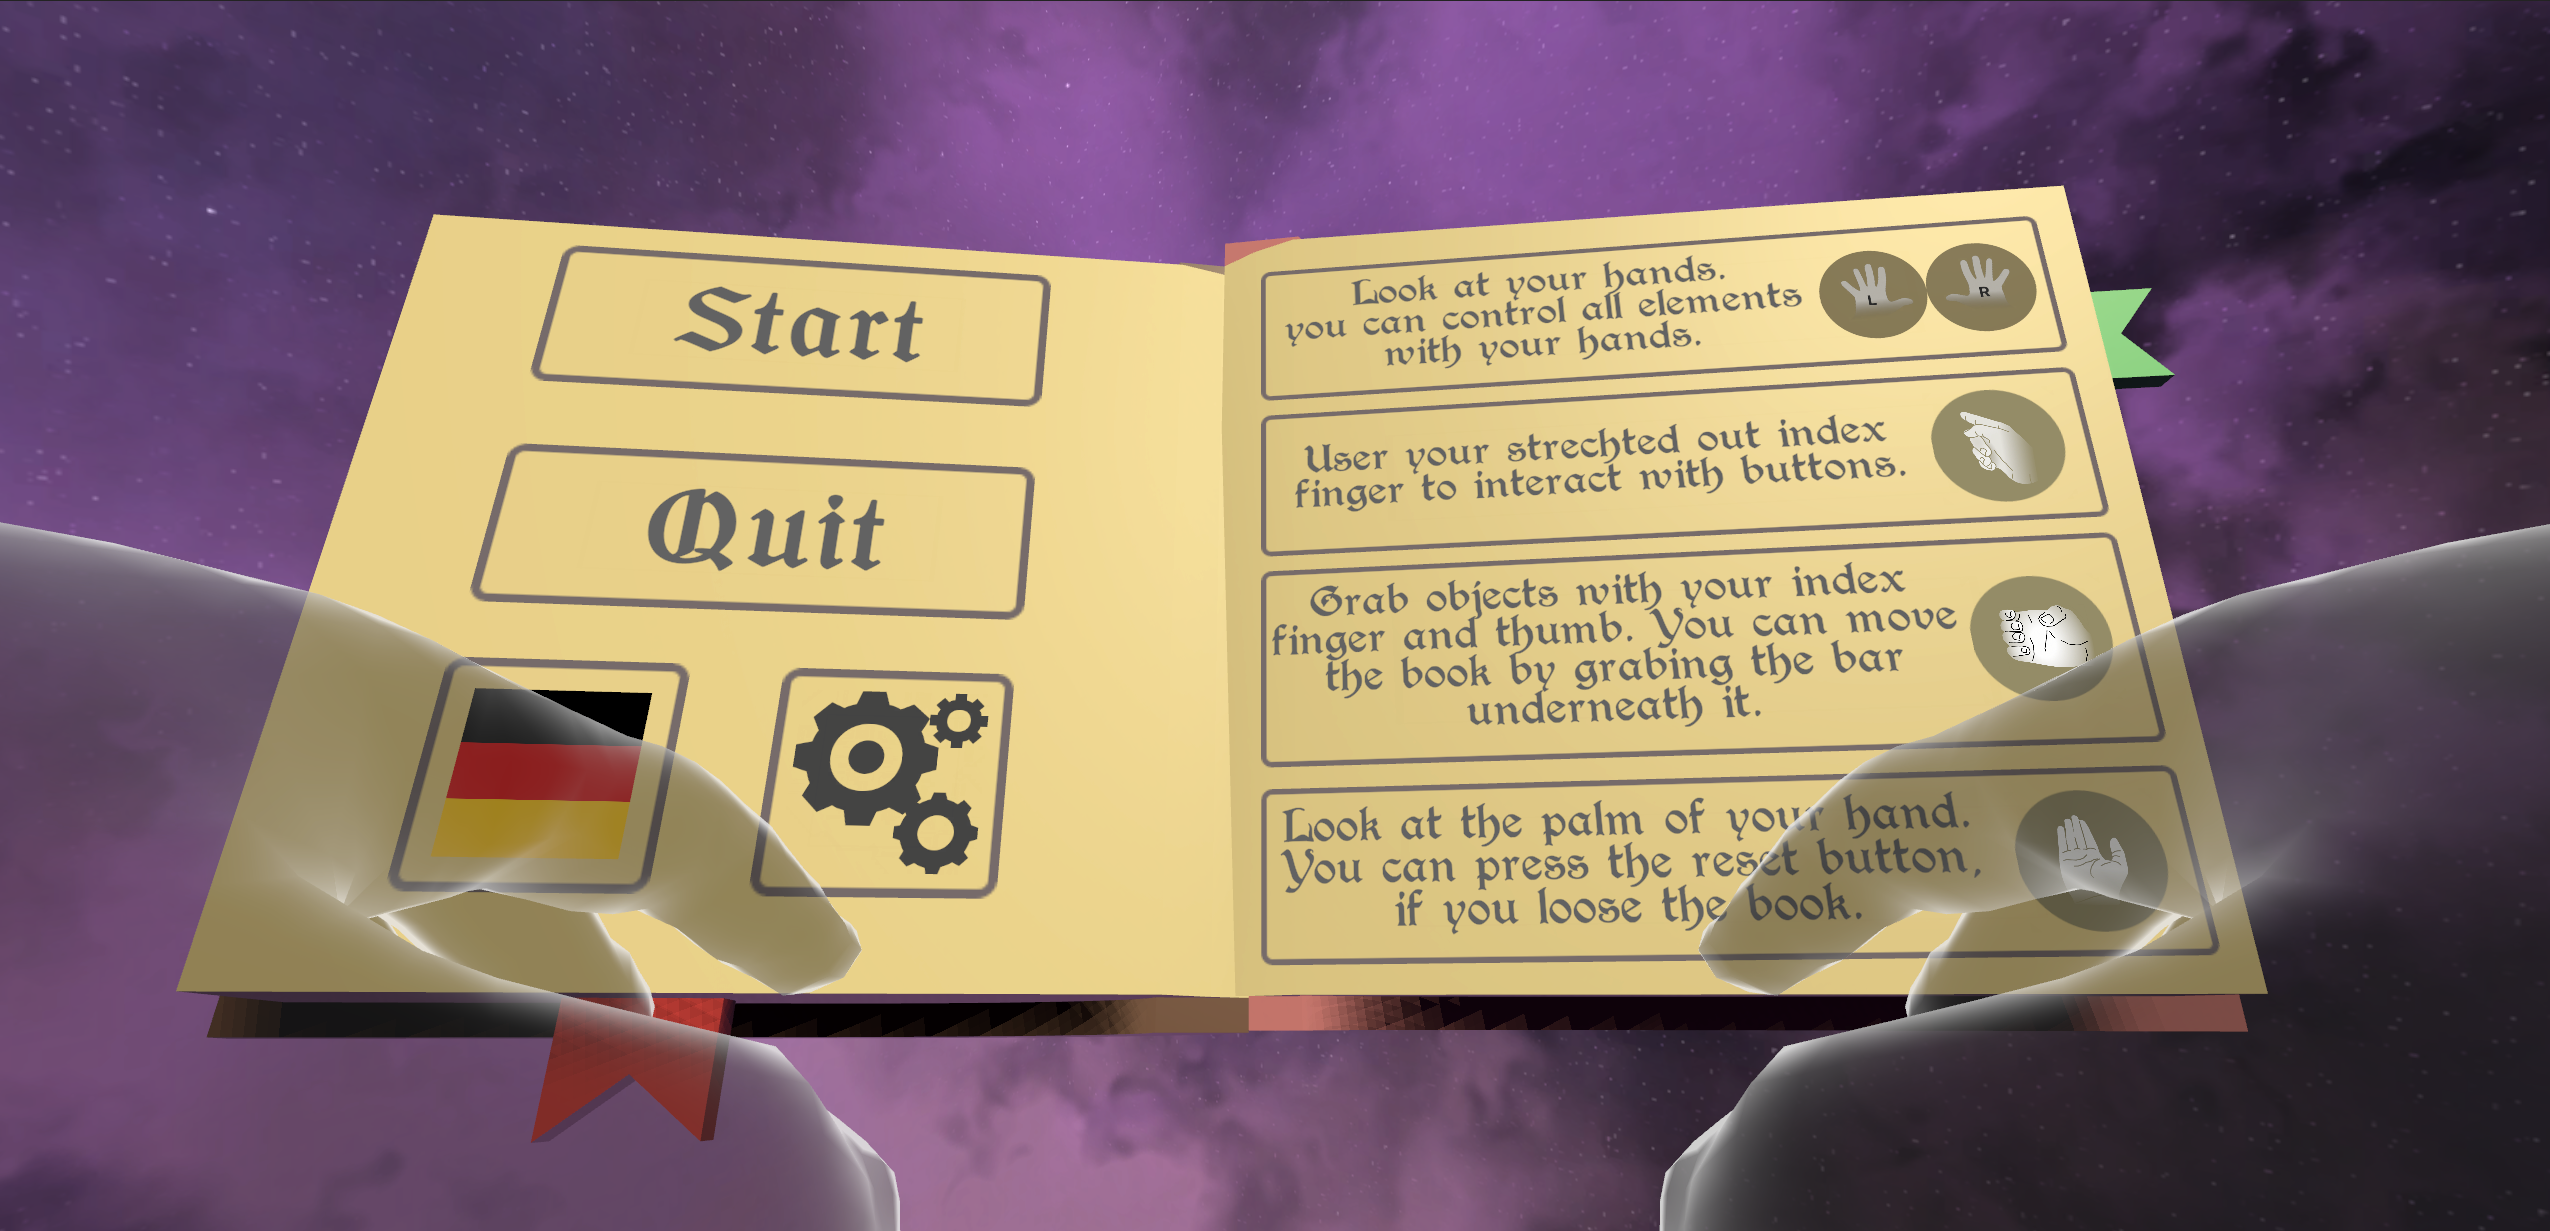 Start
Quit
Look at your hands.
you can control all elements
with your hands.
L
R
User your strechted out index
finger to interact with buttons.
Grab objects with your index
finger and thumb. You can move
the book by grabing the bar
underneath it.
Look at the palm of your hand.
You can press the reset button,
if you loose the book.